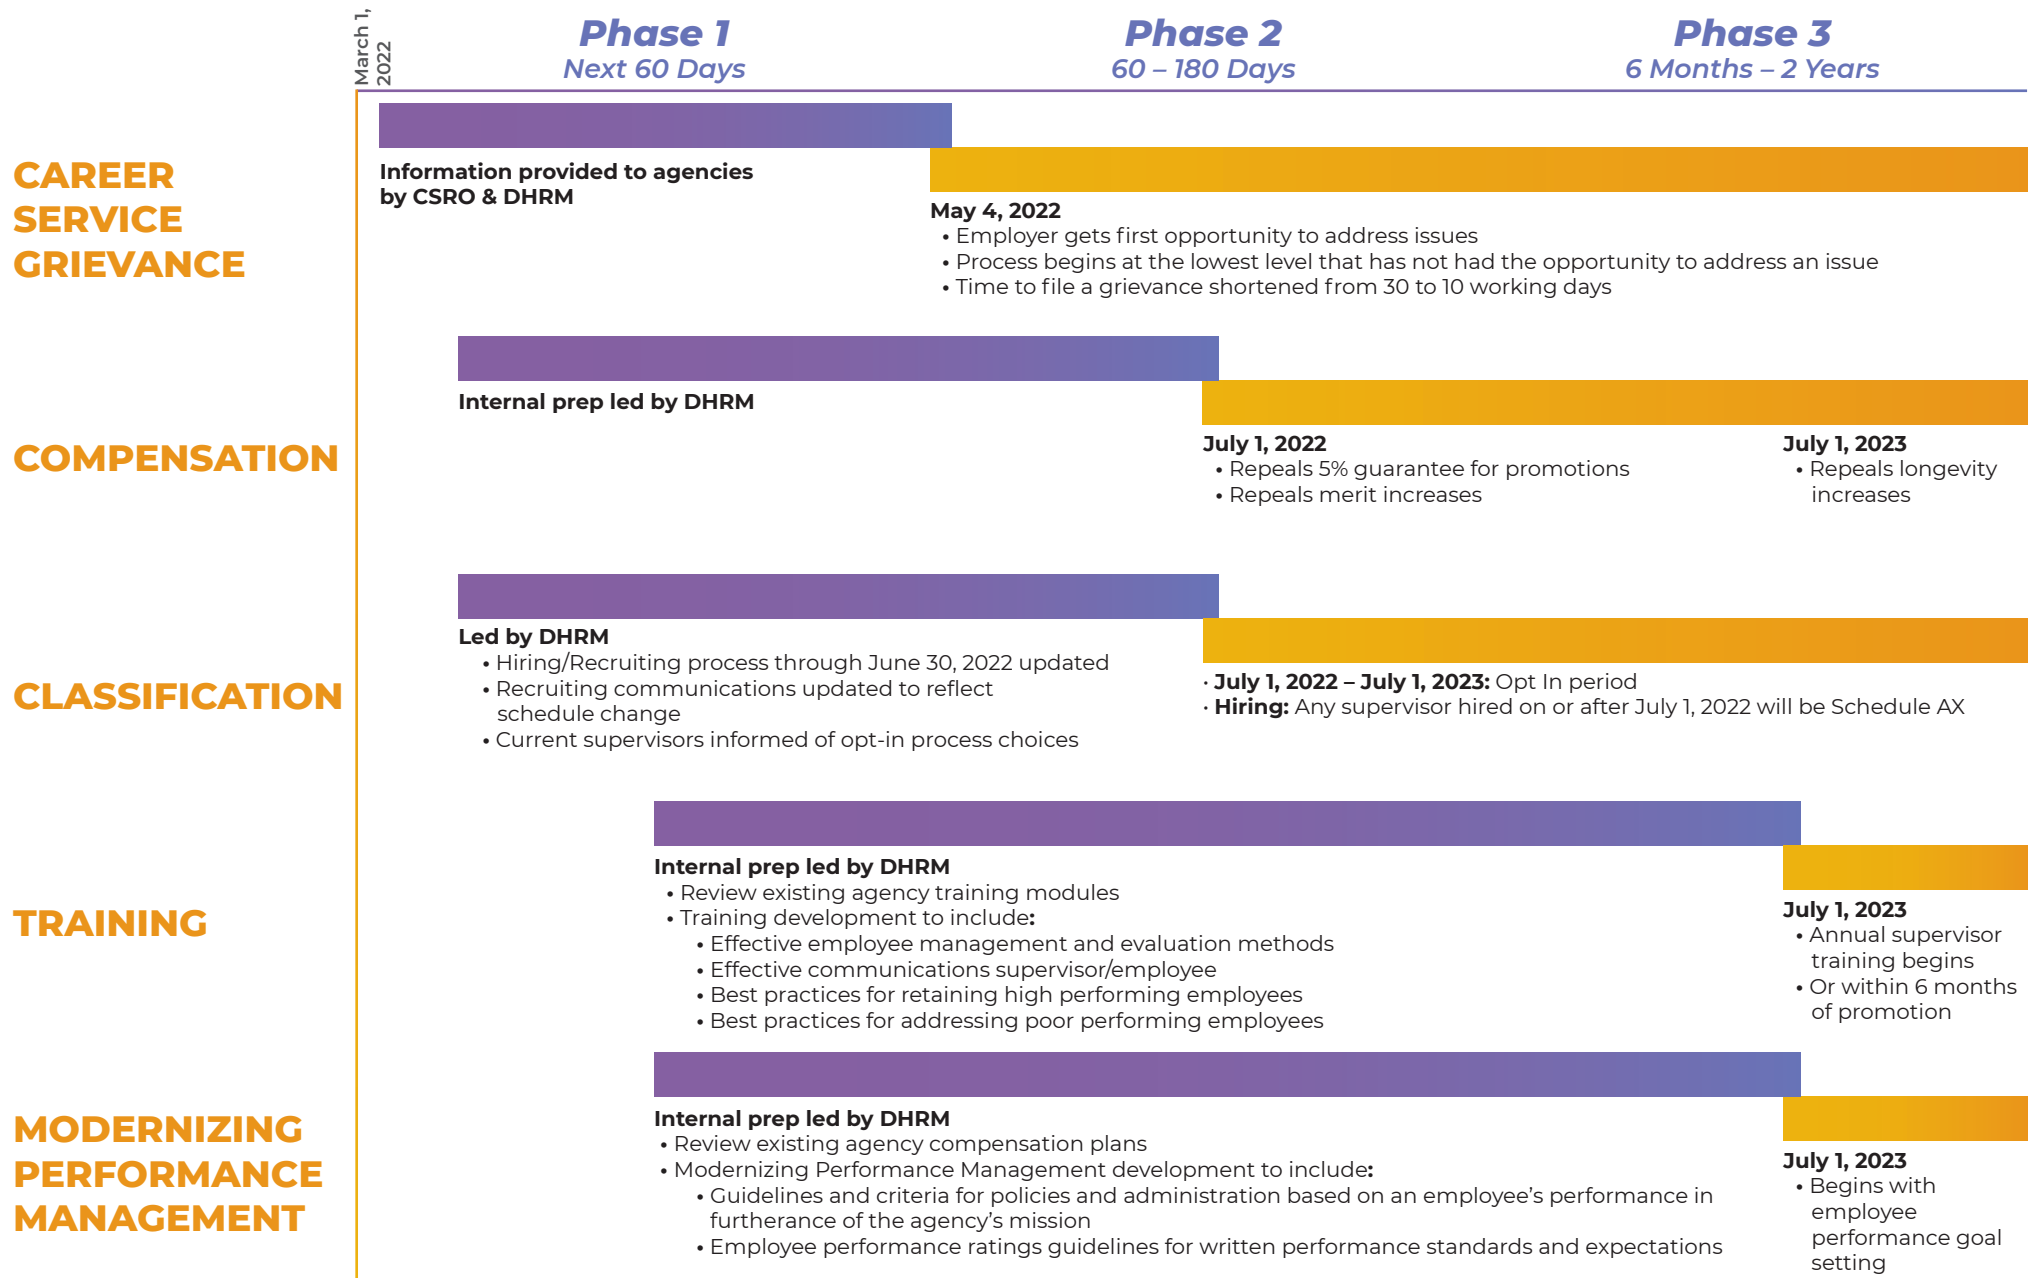 March 1,
2022
Phase 1
Next 60 Days
Phase 2
60 – 180 Days
Phase 3
6 Months – 2 Years
CAREER
SERVICE
GRIEVANCE
Information provided to agencies
by CSRO & DHRM
May 4, 2022
• Employer gets first opportunity to address issues
• Process begins at the lowest level that has not had the opportunity to address an issue
• Time to file a grievance shortened from 30 to 10 working days
COMPENSATION
Internal prep led by DHRM
July 1, 2022
• Repeals 5% guarantee for promotions
• Repeals merit increases
July 1, 2023
• Repeals longevity
increases
CLASSIFICATION
Led by DHRM
• Hiring/Recruiting process through June 30, 2022 updated
• Recruiting communications updated to reflect
schedule change
• Current supervisors informed of opt-in process choices
· July 1, 2022 – July 1, 2023: Opt In period
· Hiring: Any supervisor hired on or after July 1, 2022 will be Schedule AX
TRAINING
Internal prep led by DHRM
• Review existing agency training modules
• Training development to include:
• Effective employee management and evaluation methods
• Effective communications supervisor/employee
• Best practices for retaining high performing employees
• Best practices for addressing poor performing employees
July 1, 2023
• Annual supervisor
training begins
• Or within 6 months
of promotion
MODERNIZING
PERFORMANCE
MANAGEMENT
Internal prep led by DHRM
• Review existing agency compensation plans
• Modernizing Performance Management development to include:
• Guidelines and criteria for policies and administration based on an employee’s performance in
furtherance of the agency’s mission
• Employee performance ratings guidelines for written performance standards and expectations
July 1, 2023
• Begins with
employee
performance goal
setting